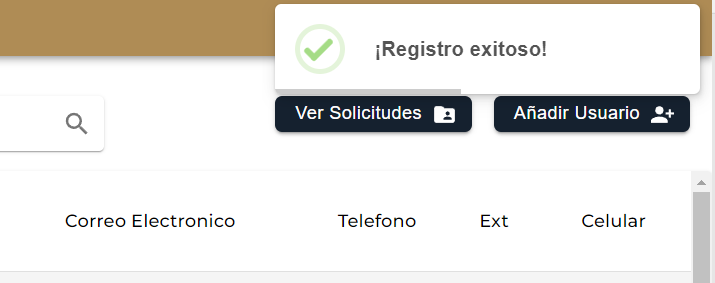 ¡Registro exitoso!
Ver Solicitudes
Añadir Usuario
Correo Electronico Telefono Ext Celular